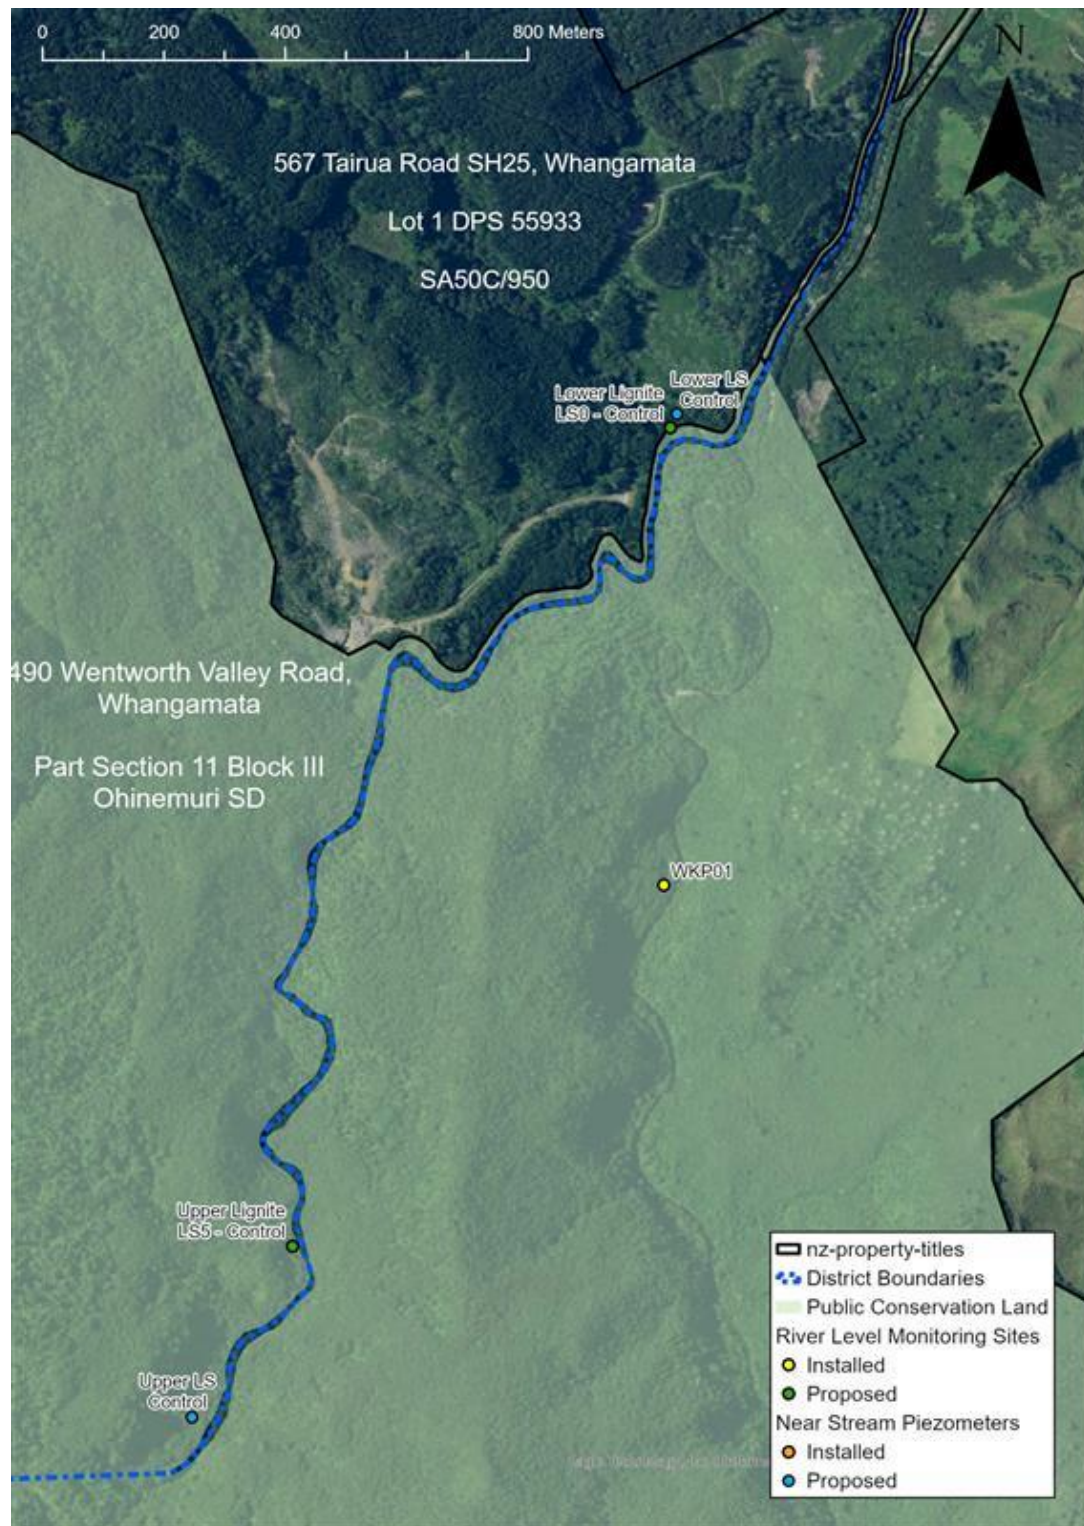 0 200 400 800 Meters
N
567 Tairua Road SH25, Whangamata
Lot 1 DPS 55933
SA50C/950
Lower Lignite
LS0 - Control
Lower LS
Control
490 Wentworth Valley Road,
Whangamata
Part Section 11 Block III
Ohinemuri SD
WKP01
Upper Lignite
LS5 - Control
Upper LS
Control
nz-property-titles
District Boundaries
Public Conservation Land
River Level Monitoring Sites
Installed
Proposed
Near Stream Piezometers
Installed
Proposed